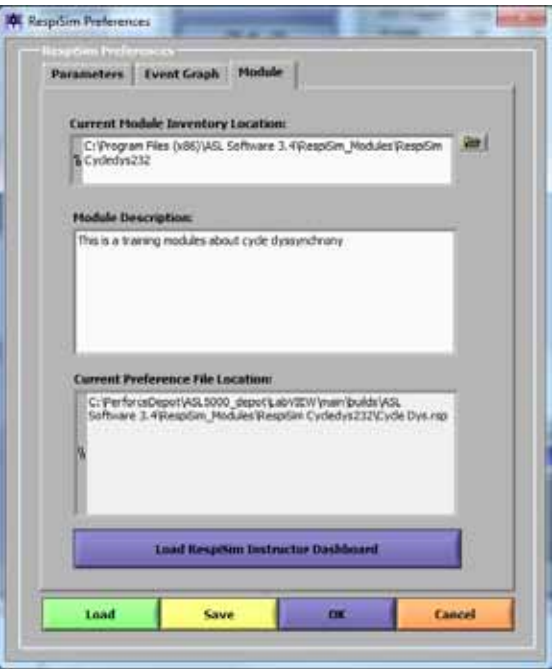 RespiSim Preferences
RespiSim Preferences
Parameters Event Graph Module
Current Module Inventory Location:
C:\Program Files (x86)\ASL Software 3.4\RespiSim_Modules\RespiSim
Cycledys232
Module Description:
This is a training modules about cycle dyssynchrony
Current Preference File Location:
C:\PerforceDepot\ASL5000_depot\LabVIEW\main\builds\ASL
Software 3.4\RespiSim_Modules\RespiSim Cycledys232\Cycle Dys.rsp
Load RespiSim Instructor Dashboard
Load Save OK Cancel